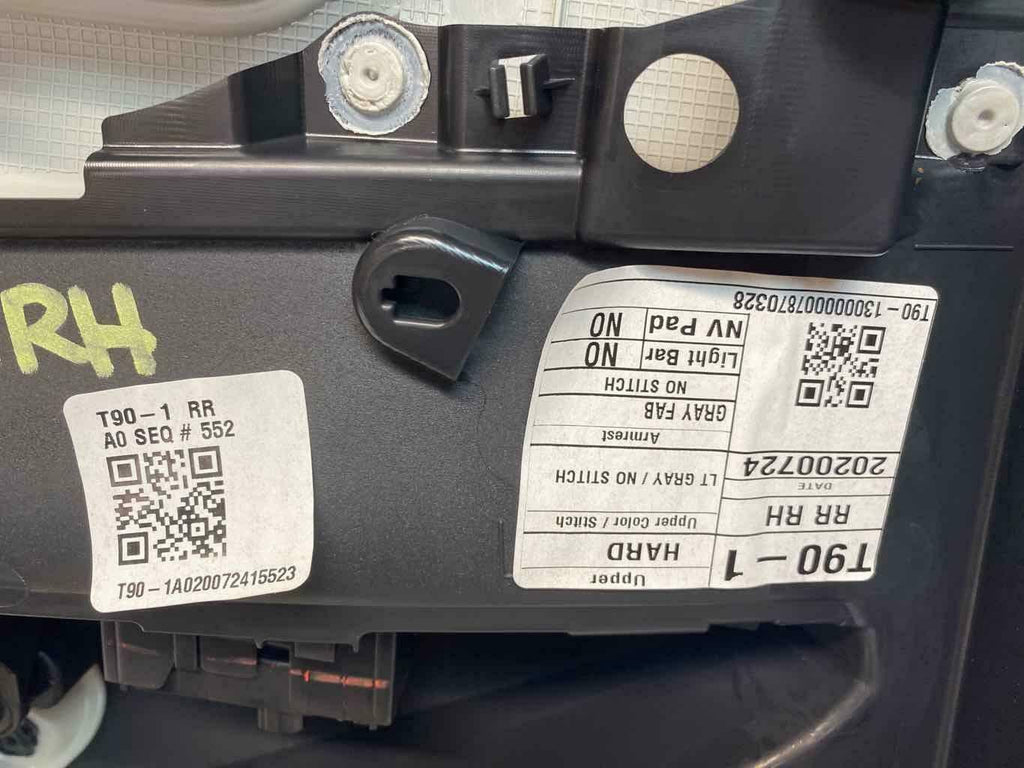 RH
T90-1 RR
A0 SEQ # 552
T90-1A020072415523
T90-1
RR RH
DATE
20200724
Upper
HARD
Upper Color / Stitch
LT GRAY / NO STITCH
Armrest
GRAY FAB
NO STITCH
Light Bar NO
NV Pad NO
T90-1300000007870328